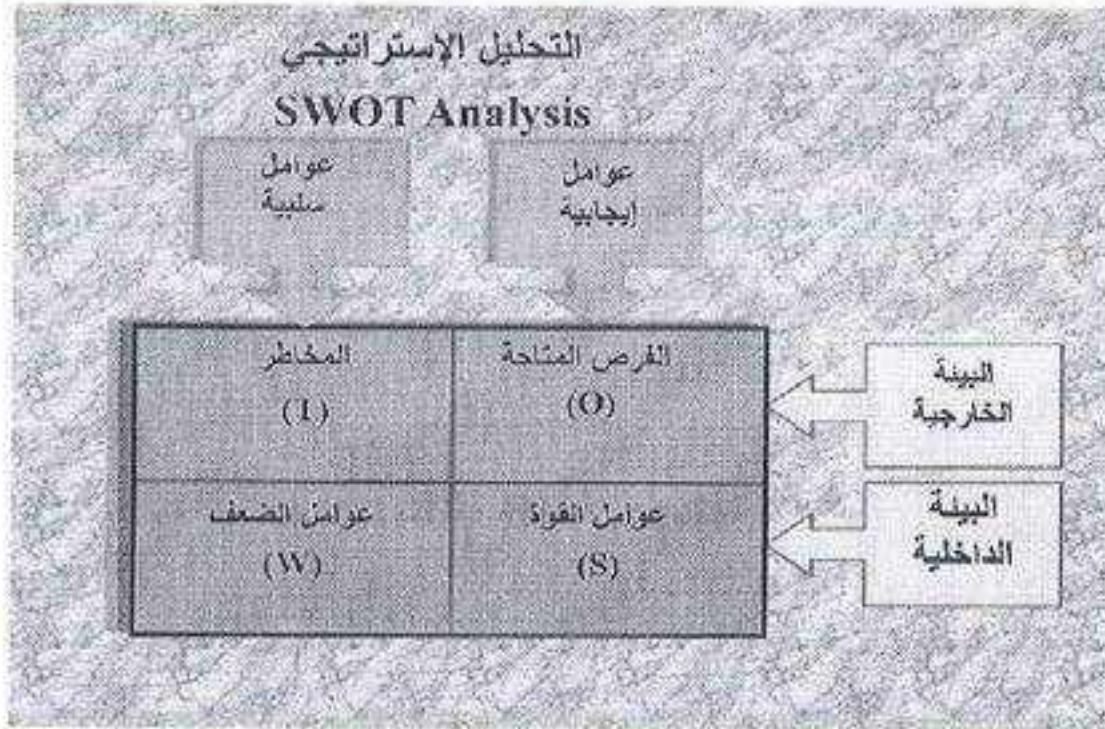 التحليل الإستراتيجي
SWOT Analysis
عوامل
إيجابية
عوامل
سلبية
البيئة
الخارجية
الفرص المتاحة
(O)
المخاطر
(T)
البيئة
الداخلية
عوامل القوة
(S)
عوامل الضعف
(W)